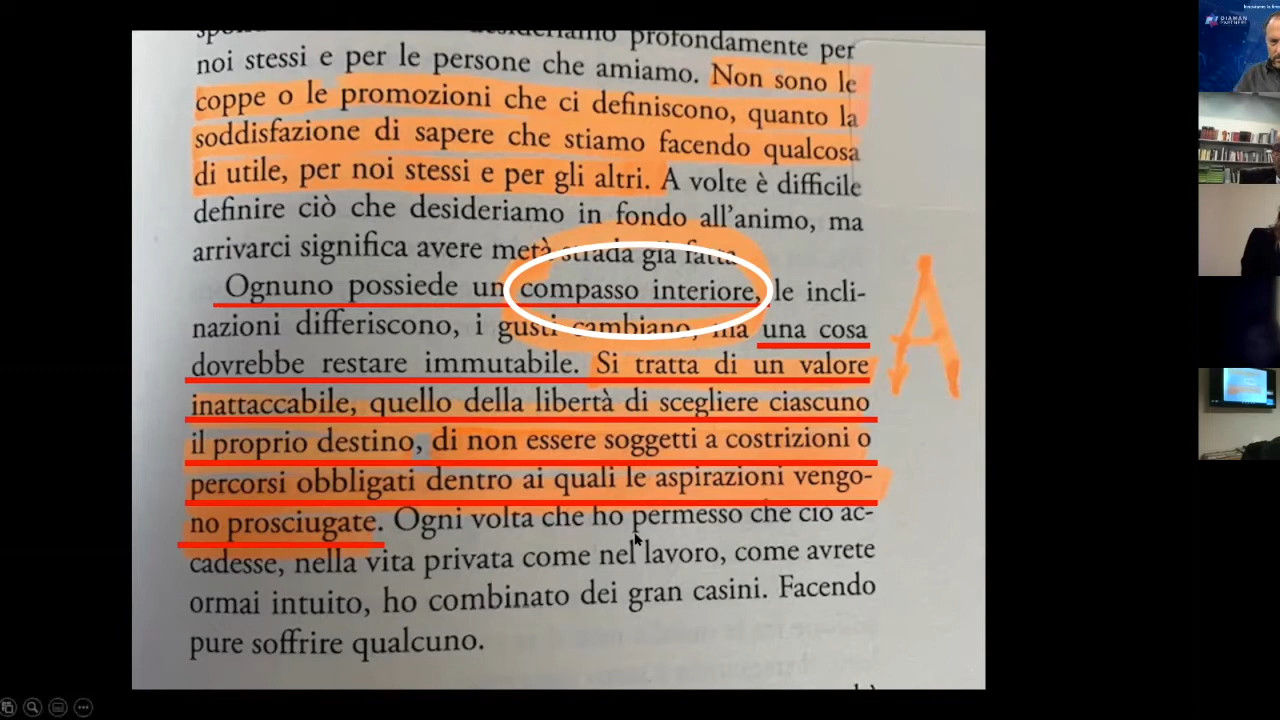 desideriamo profondamente per
noi stessi e per le persone che amiamo. Non sono le
coppe o le promozioni che ci definiscono, quanto la
soddisfazione di sapere che stiamo facendo qualcosa
di utile, per noi stessi e per gli altri. A volte è difficile
definire ciò che desideriamo in fondo all'animo, ma
arrivarci significa avere metà strada già fatta.
Ognuno possiede un compasso interiore, le incli-
nazioni differiscono, i gusti cambiano, ma una cosa
dovrebbe restare immutabile. Si tratta di un valore
inattaccabile, quello della libertà di scegliere ciascuno
il proprio destino, di non essere soggetti a costrizioni o
percorsi obbligati dentro ai quali le aspirazioni vengo-
no prosciugate. Ogni volta che ho permesso che ciò ac-
cadesse, nella vita privata come nel lavoro, come avrete
ormai intuito, ho combinato dei gran casini. Facendo
pure soffrire qualcuno.
A
DIAMAN
PARTNERS